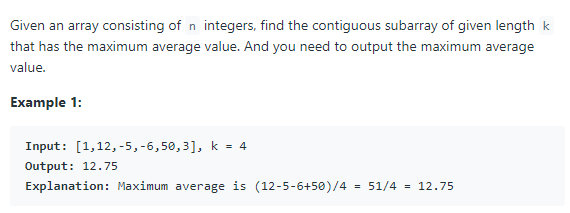 Given an array consisting of n integers, find the contiguous subarray of given length k
that has the maximum average value. And you need to output the maximum average
value.
Example 1:
Input: [1,12,-5,-6,50,3], k = 4
Output: 12.75
Explanation: Maximum average is (12-5-6+50)/4 = 51/4 = 12.75